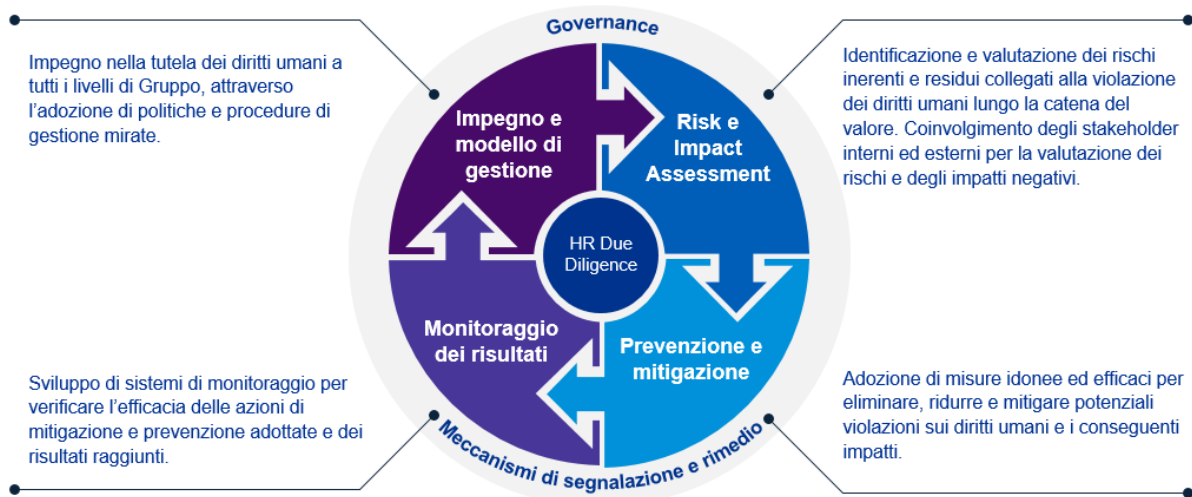 Governance
Impegno nella tutela dei diritti umani a
tutti i livelli di Gruppo, attraverso
l'adozione di politiche e procedure di
gestione mirate.
Impegno e
modello di
gestione
Risk e
Impact
Assessment
Identificazione e valutazione dei rischi
inerenti e residui collegati alla violazione
dei diritti umani lungo la catena del
valore. Coinvolgimento degli stakeholder
interni ed esterni per la valutazione dei
rischi e degli impatti negativi.
HR Due
Diligence
Monitoraggio
dei risultati
Prevenzione e
mitigazione
Sviluppo di sistemi di monitoraggio per
verificare l'efficacia delle azioni di
mitigazione e prevenzione adottate e dei
risultati raggiunti.
Adozione di misure idonee ed efficaci per
eliminare, ridurre e mitigare potenziali
violazioni sui diritti umani e i conseguenti
impatti.
Meccanismi di segnalazione e rimedio